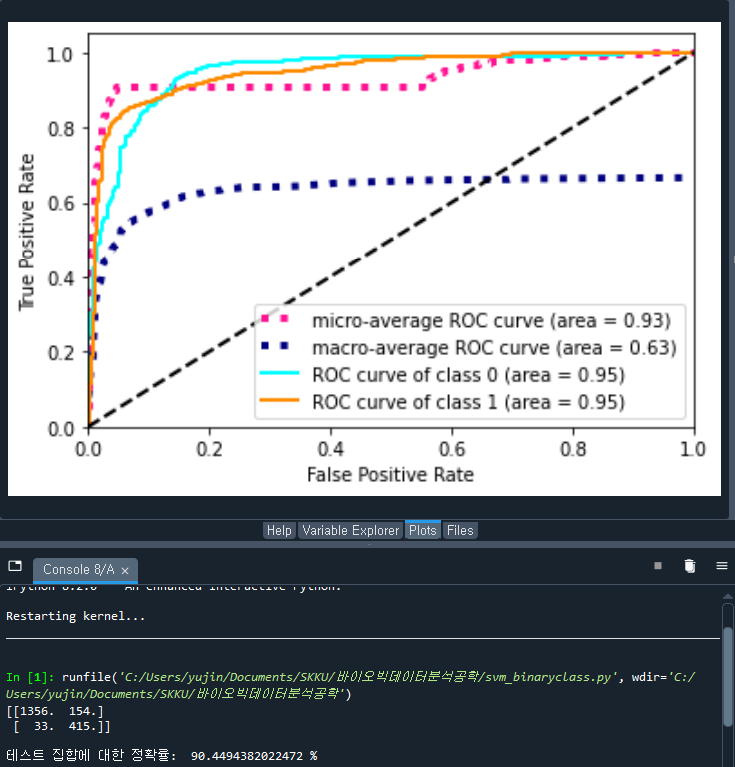 1.0
0.8
0.6
0.4
0.2
0.0
True Positive Rate
micro-average ROC curve (area = 0.93)
macro-average ROC curve (area = 0.63)
ROC curve of class 0 (area = 0.95)
ROC curve of class 1 (area = 0.95)
0.0 0.2 0.4 0.6 0.8 1.0
False Positive Rate
Help Variable Explorer Plots Files
Console 8/A ×
Restarting kernel...
In [1]: runfile('C:/Users/yujin/Documents/SKKU/바이오빅데이터분석공학/svm_binaryclass.py', wdir='C:/
Users/yujin/Documents/SKKU/바이오빅데이터분석공학')
[[1356. 154.]
[ 33. 415.]]
테스트 집합에 대한 정확률: 90.4494382022472 %